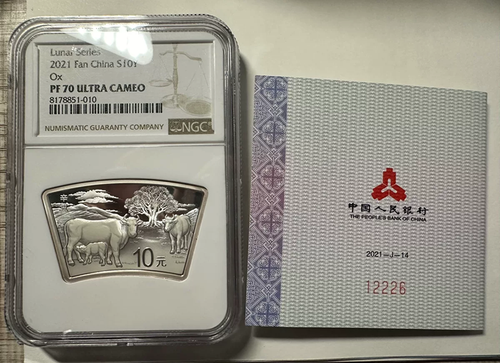 Lunar Series
2021 Fan China S10Y
Ox
PF 70 ULTRA CAMEO
8178851-010
NUMISMATIC GUARANTY COMPANY
NGC
10元
中国人民银行
THE PEOPLE'S BANK OF CHINA
2021-J-14
12226